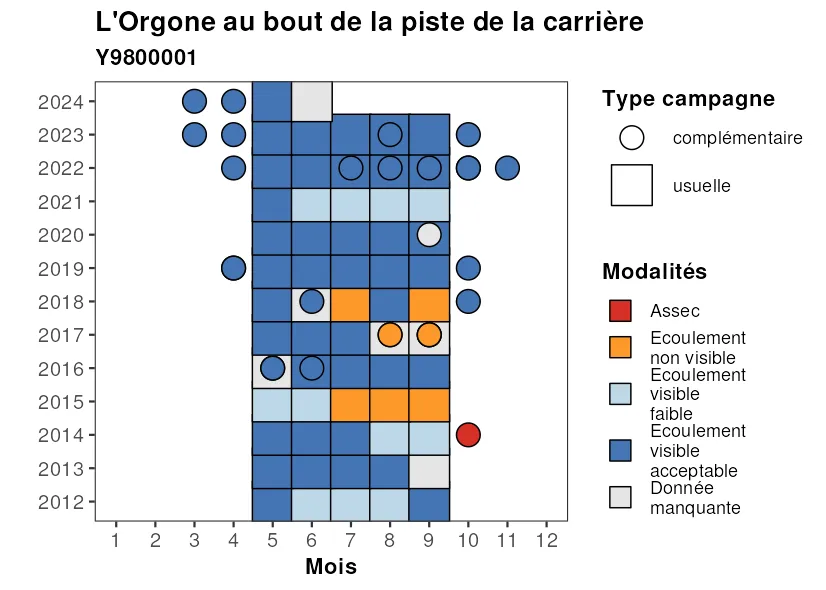 L'Orgone au bout de la piste de la carrière
Y9800001
2024
2023
2022
2021
2020
2019
2018
2017
2016
2015
2014
2013
2012
1 2 3 4 5 6 7 8 9 10 11 12
Mois
Type campagne
complémentaire
usuelle
Modalités
Assec
Ecoulement
non visible
Ecoulement
visible
faible
Ecoulement
visible
acceptable
Donnée
manquante